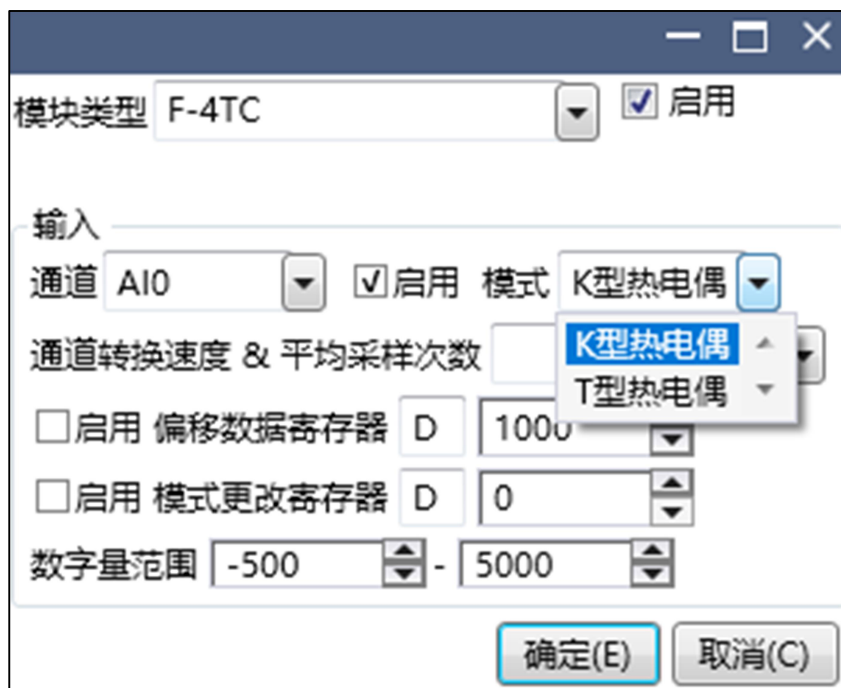 模块类型 F-4TC 启用
输入
通道 AI0 启用 模式 K型热电偶
通道转换速度 & 平均采样次数
K型热电偶
T型热电偶
启用 偏移数据寄存器 D 1000
启用 模式更改寄存器 D 0
数字量范围 -500 - 5000
确定(E) 取消(C)